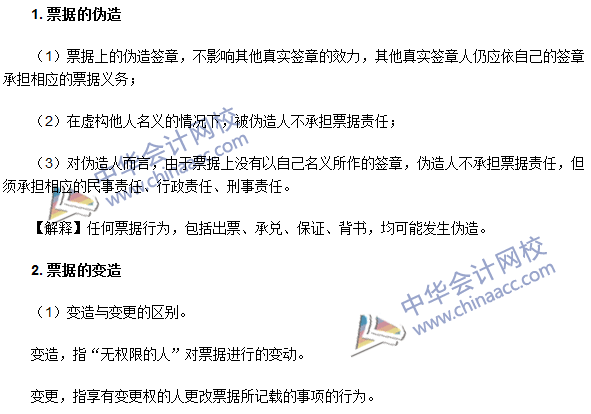 1. 票据的伪造
（1）票据上的伪造签章，不影响其他真实签章的效力，其他真实签章人仍应依自己的签章
承担相应的票据义务；
（2）在虚构他人名义的情况下，被伪造人不承担票据责任；
（3）对伪造人而言，由于票据上没有以自己名义所作的签章，伪造人不承担票据责任，但
须承担相应的民事责任、行政责任、刑事责任。
【解释】任何票据行为，包括出票、承兑、保证、背书，均可能发生伪造。
2. 票据的变造
（1）变造与变更的区别。
变造，指“无权限的人”对票据进行的变动。
变更，指享有变更权的人更改票据所记载的事项的行为。
中华会计网校
www.chinaacc.com
中华会计网校
www.chinaacc.com